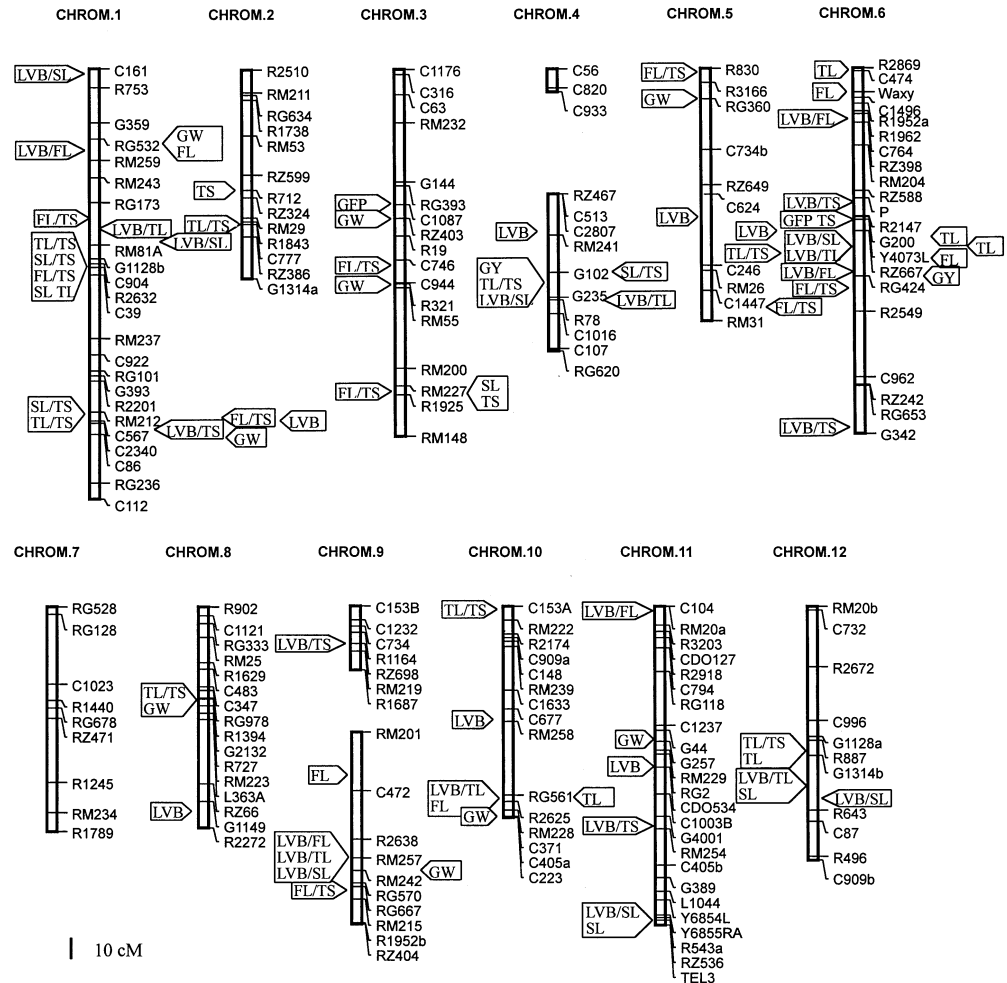 CHROM.1 CHROM.2 CHROM.3 CHROM.4 CHROM.5 CHROM.6
LVB/SL
LVB/FL
FL/TS
TL/TS
SL/TS
FL/TS
SL TL
SL/TS
TL/TS
C161
R753
G359
RG532
RM259
RM243
RG173
RM81A
G1128b
C904
R2632
C39
RM237
C922
RG101
G393
R2201
RM212
C567
C2340
C86
RG236
C112
GW
FL
LVB/TL
LVB/SL
LVB/TS
FL/TS
GW
LVB
TS
TL/TS
R2510
RM211
RG634
R1738
RM53
RZ599
R712
RZ324
RM29
R1843
C777
RZ386
G1314a
GFP
GW
FL/TS
GW
FL/TS
C1176
C316
C63
RM232
G144
RG393
C1087
RZ403
R19
C746
C944
R321
RM55
RM200
RM227
R1925
RM148
SL
TS
C56
C820
C933
LVB
GY
TL/TS
LVB/SL
RZ467
C513
C2807
RM241
G102
G235
R78
C1016
C107
RG620
SL/TS
LVB/TL
FL/TS
GW
LVB
R830
R3166
RG360
C734b
RZ649
C624
C246
RM26
C1447
RM31
FL/TS
TL
FL
LVB/FL
LVB/TS
GFP TS
LVB
LVB/SL
LVB/TL
TL/TS
LVB/FL
FL/TS
LVB/TS
R2869
C474
Waxy
C1496
R1952a
R1962
C764
RZ398
RM204
RZ588
P
R2147
G200
Y4073L
RZ667
RG424
R2549
C962
RZ242
RG653
G342
TL
TL
FL
GY
CHROM.7 CHROM.8 CHROM.9 CHROM.10 CHROM.11 CHROM.12
RG528
RG128
C1023
R1440
RG678
RZ471
R1245
RM234
R1789
TL/TS
GW
LVB
R902
C1121
RG333
RM25
R1629
C483
C347
RG978
R1394
G2132
R727
RM223
L363A
RZ66
G1149
R2272
LVB/TS
C153B
C1232
C734
R1164
RZ698
RM219
R1687
FL
LVB/FL
LVB/TL
LVB/SL
FL/TS
RM201
C472
R2638
RM257
RM242
RG570
RG667
RM215
R1952b
RZ404
GW
TL/TS
LVB
LVB/TL
FL
GW
C153A
RM222
R2174
C909a
C148
RM239
C1633
C677
RM258
RG561
R2625
RM228
C371
C405a
C223
TL
LVB/FL
GW
LVB
LVB/TS
LVB/SL
SL
C104
RM20a
R3203
CDO127
R2918
C794
RG118
C1237
G44
G257
RM229
RG2
CDO534
C1003B
G4001
RM254
C405b
G389
L1044
Y6854L
Y6855RA
R543a
RZ536
TEL3
TL/TS
TL
LVB/TL
SL
RM20b
C732
R2672
C996
G1128a
R887
G1314b
R643
C87
R496
C909b
LVB/SL
10 cM